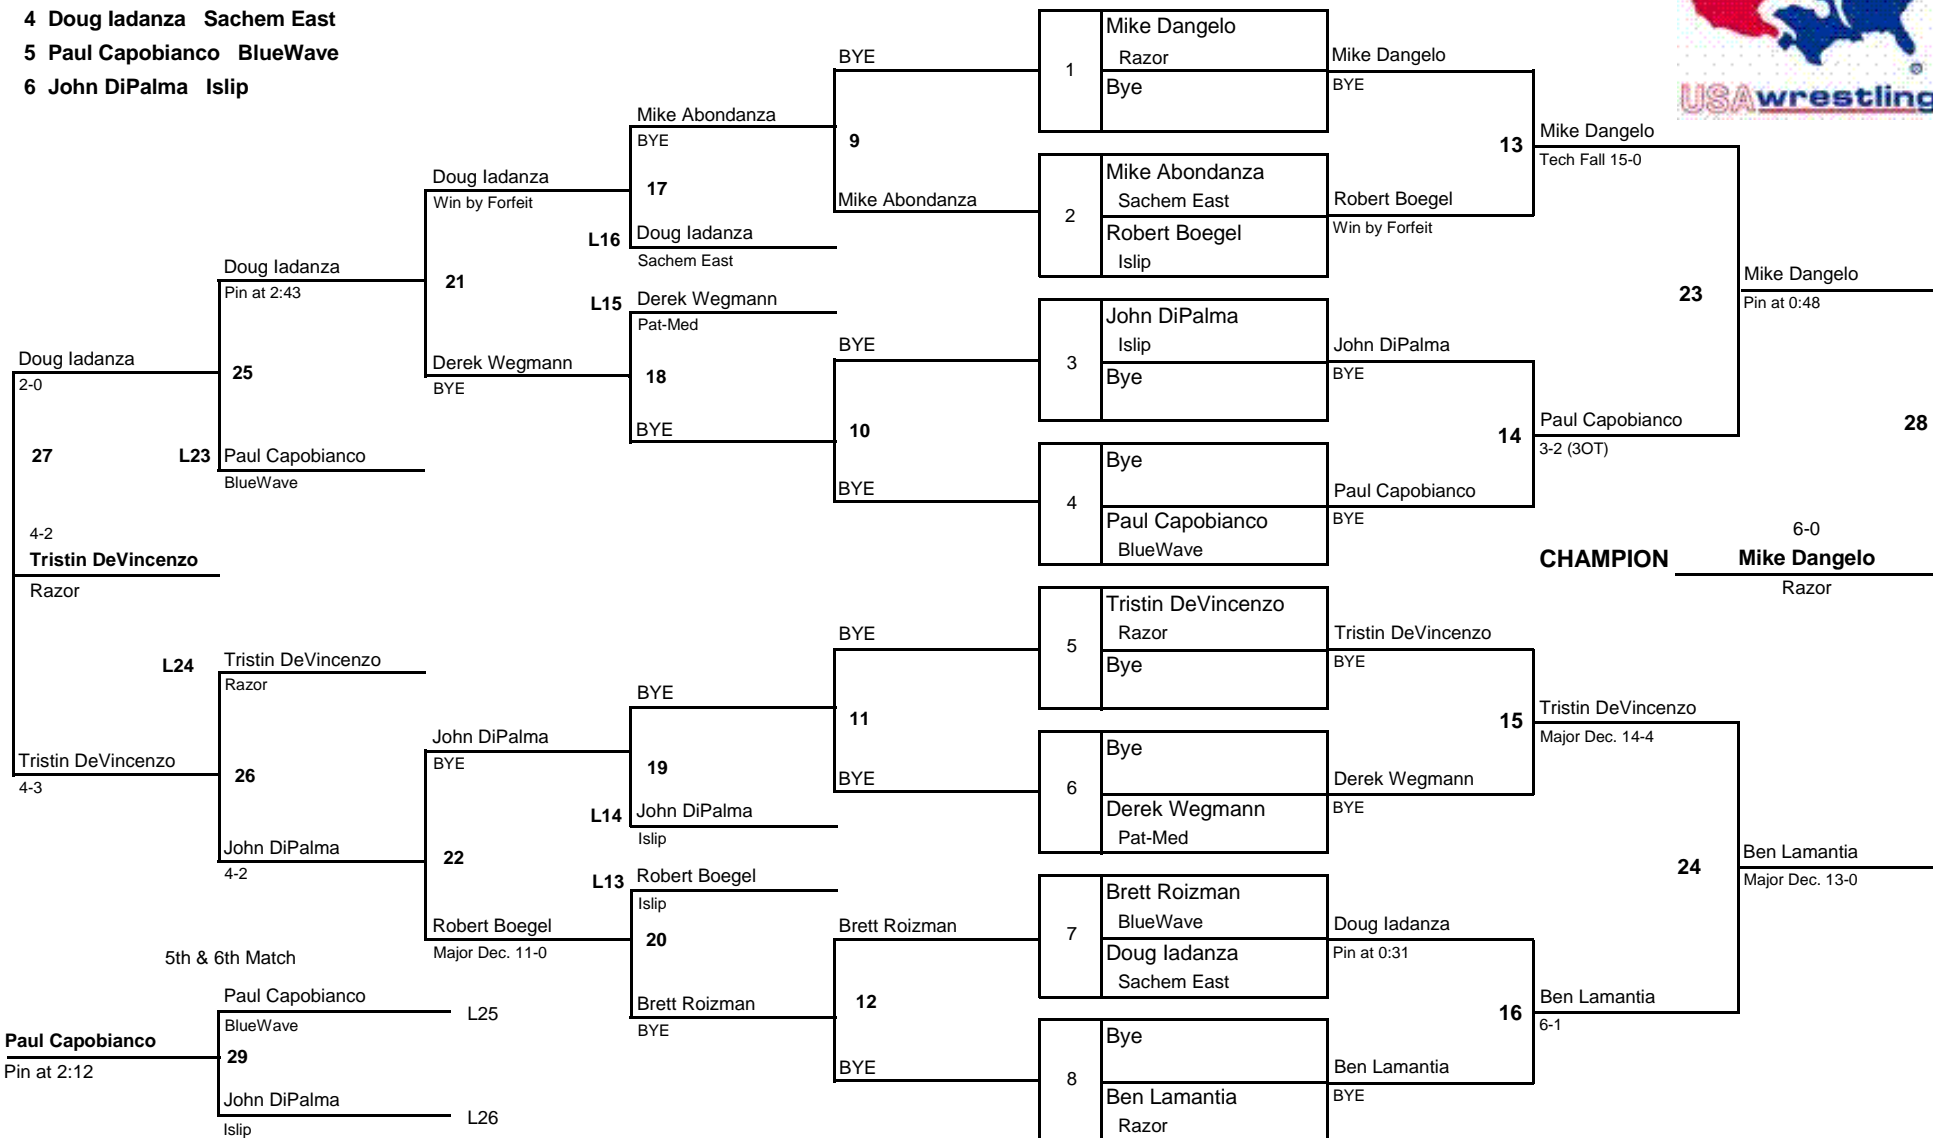 4 Doug Iadanza Sachem East
5 Paul Capobianco BlueWave
6 John DiPalma Islip
USAwrestling
®
Doug Iadanza
2-0
27
4-2
Tristin DeVincenzo
Razor
Tristin DeVincenzo
4-3
Doug Iadanza
Pin at 2:43
25
L23 Paul Capobianco
BlueWave
L24 Tristin DeVincenzo
Razor
26
John DiPalma
4-2
5th & 6th Match
Paul Capobianco
BlueWave
L25
Paul Capobianco
Pin at 2:12
29
John DiPalma
Islip
L26
Doug Iadanza
Win by Forfeit
21
Derek Wegmann
BYE
John DiPalma
BYE
22
Robert Boegel
Major Dec. 11-0
Mike Abondanza
BYE
17
L16 Doug Iadanza
Sachem East
L15 Derek Wegmann
Pat-Med
18
BYE
BYE
19
L14 John DiPalma
Islip
L13 Robert Boegel
Islip
20
Brett Roizman
BYE
BYE
9
Mike Abondanza
BYE
10
BYE
BYE
11
BYE
Brett Roizman
12
BYE
1
Mike Dangelo
Razor
Bye
2
Mike Abondanza
Sachem East
Robert Boegel
Islip
3
John DiPalma
Islip
Bye
4
Bye
Paul Capobianco
BlueWave
5
Tristin DeVincenzo
Razor
Bye
6
Bye
Derek Wegmann
Pat-Med
7
Brett Roizman
BlueWave
Doug Iadanza
Sachem East
8
Bye
Ben Lamantia
Razor
Mike Dangelo
BYE
13
Robert Boegel
Win by Forfeit
John DiPalma
BYE
14
Paul Capobianco
BYE
Tristin DeVincenzo
BYE
15
Derek Wegmann
BYE
Doug Iadanza
Pin at 0:31
16
Ben Lamantia
BYE
Mike Dangelo
Tech Fall 15-0
23
Paul Capobianco
3-2 (3OT)
Tristin DeVincenzo
Major Dec. 14-4
24
Ben Lamantia
6-1
Mike Dangelo
Pin at 0:48
28
6-0
CHAMPION Mike Dangelo
Razor
Ben Lamantia
Major Dec. 13-0